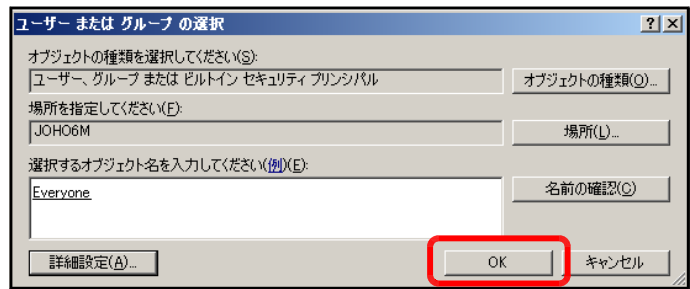 ユーザー または グループ の選択
オブジェクトの種類を選択してください(S):
ユーザー、グループ または ビルトイン セキュリティ プリンシパル
オブジェクトの種類(O)...
場所を指定してください(F):
JOHO6M
場所(L)...
選択するオブジェクト名を入力してください(例)(E):
Everyone
名前の確認(C)
詳細設定(A)...
OK
キャンセル